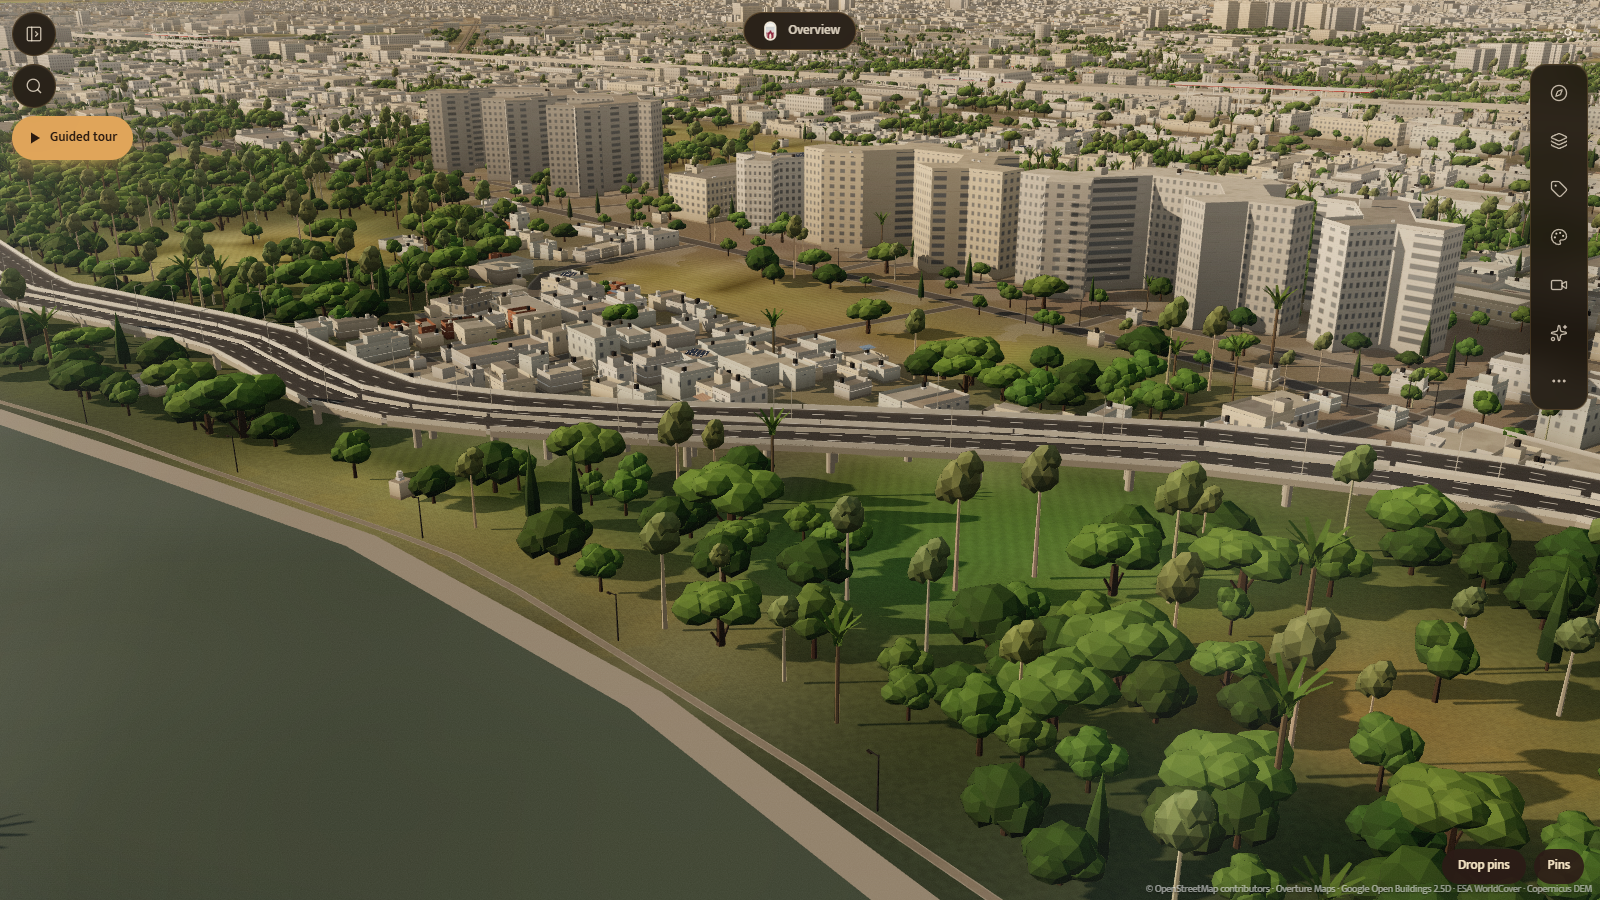 Overview
Guided tour
Drop pins
Pins
© OpenStreetMap contributors · Overture Maps · Google Open Buildings 2.5D · ESA WorldCover · Copernicus DEM